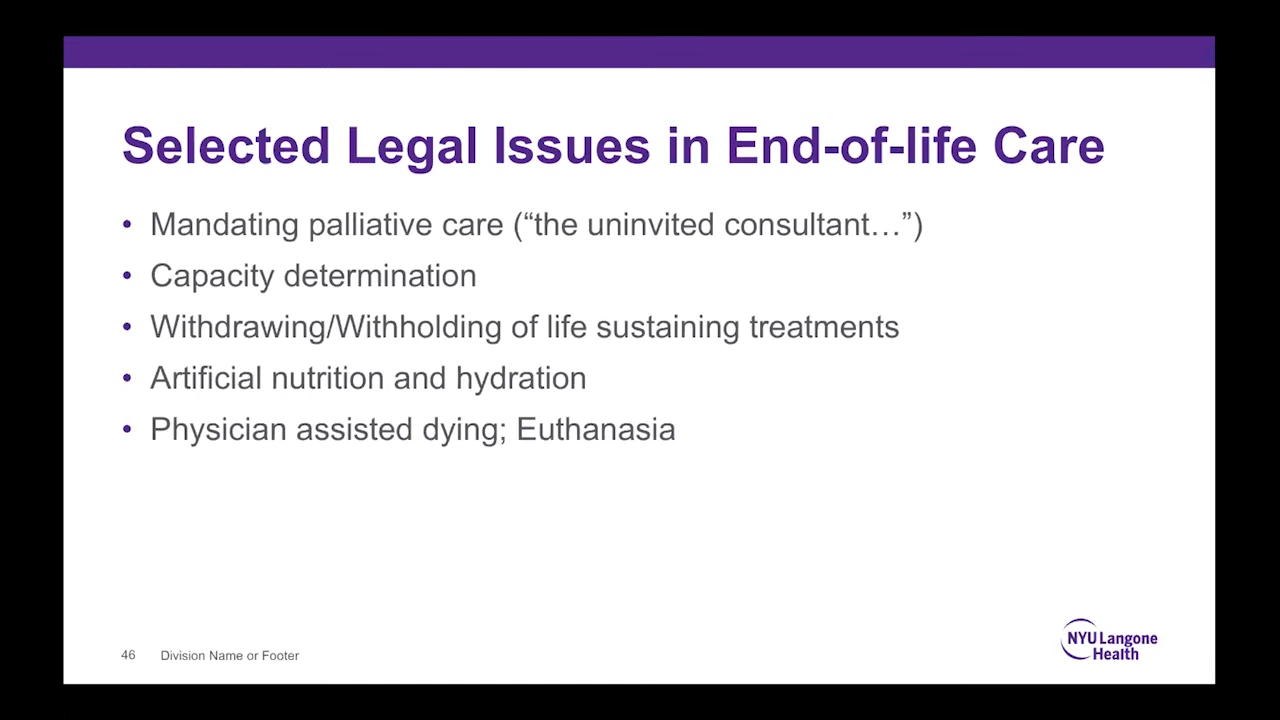 Selected Legal Issues in End-of-life Care
• Mandating palliative care (“the uninvited consultant…”)
• Capacity determination
• Withdrawing/Withholding of life sustaining treatments
• Artificial nutrition and hydration
• Physician assisted dying; Euthanasia
46 Division Name or Footer
NYU Langone
Health